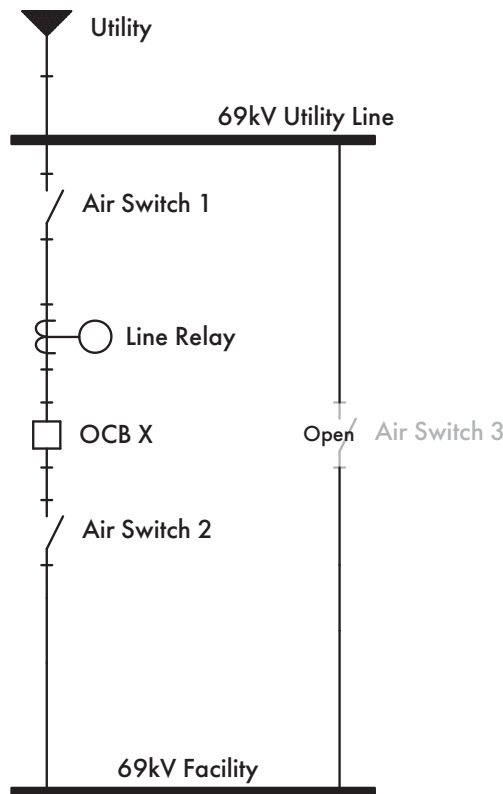 Utility
69kV Utility Line
Air Switch 1
Line Relay
OCB X
Open Air Switch 3
Air Switch 2
69kV Facility